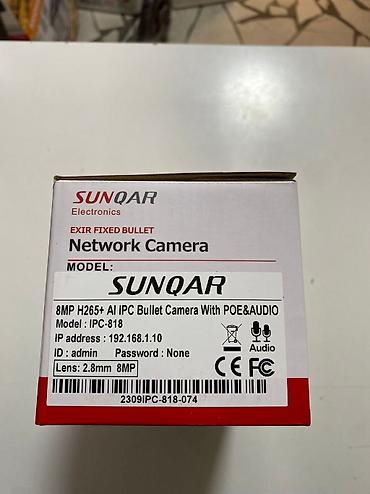 SUNQAR
Electronics
EXIR FIXED BULLET
Network Camera
MODEL:
SUNQAR
8MP H265+ AI IPC Bullet Camera With POE&AUDIO
Model : IPC-818
IP address : 192.168.1.10
ID : admin Password : None
Lens: 2.8mm 8MP
Audio
CE FC
2309IPC-818-074